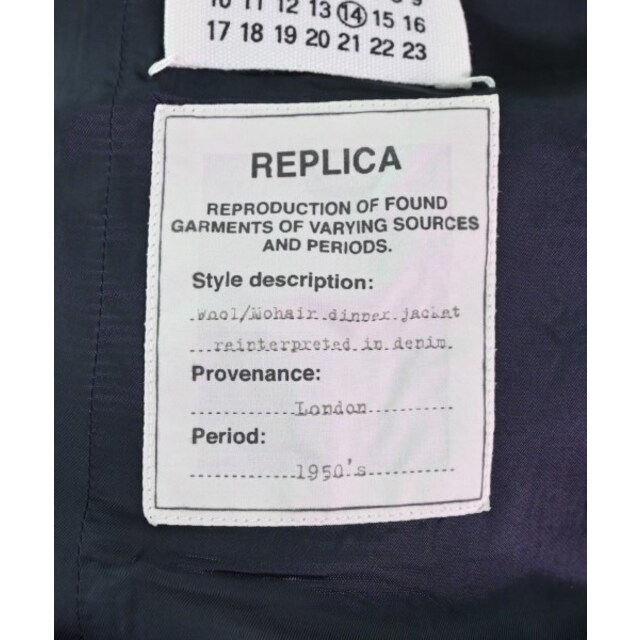 10 11 12 13 14 15 16
17 18 19 20 21 22 23
REPLICA
REPRODUCTION OF FOUND
GARMENTS OF VARYING SOURCES
AND PERIODS.
Style description:
Wool/Mohair dinner jacket
reinterpreted in denim.
Provenance:
London
Period:
1950's